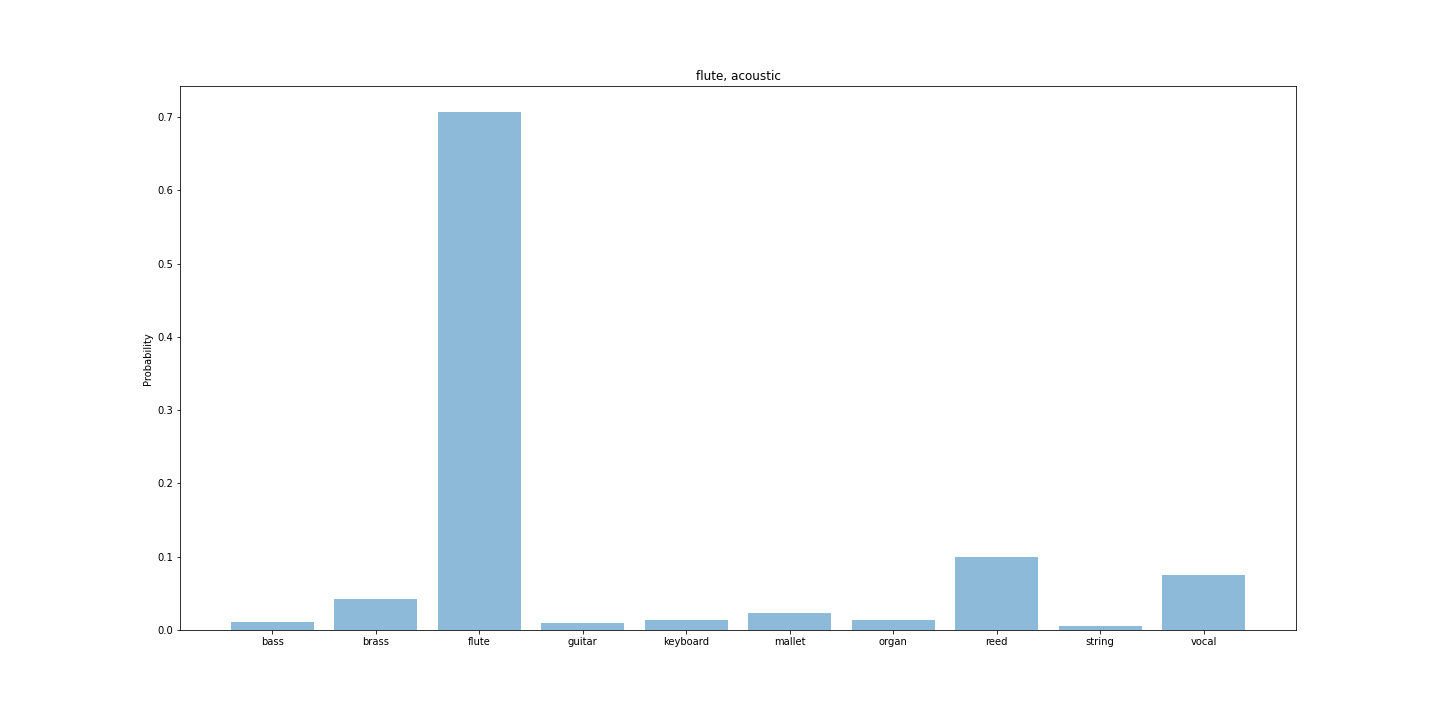 flute, acoustic
Probability
0.7
0.6
0.5
0.4
0.3
0.2
0.1
0.0
bass brass flute guitar keyboard mallet organ reed string vocal